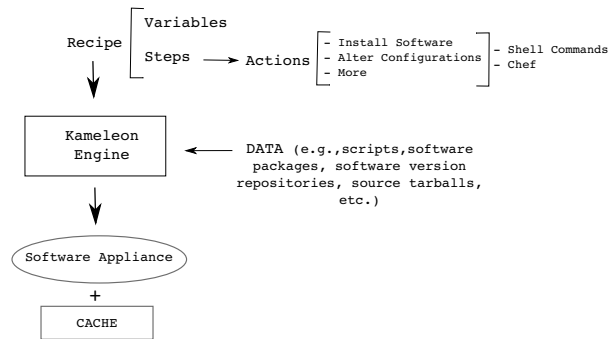 Variables
Recipe
Steps
Actions
- Install Software
- Alter Configurations
- More
- Shell Commands
- Chef
Kameleon
Engine
DATA (e.g.,scripts,software
packages, software version
repositories, source tarballs,
etc.)
Software Appliance
+
CACHE